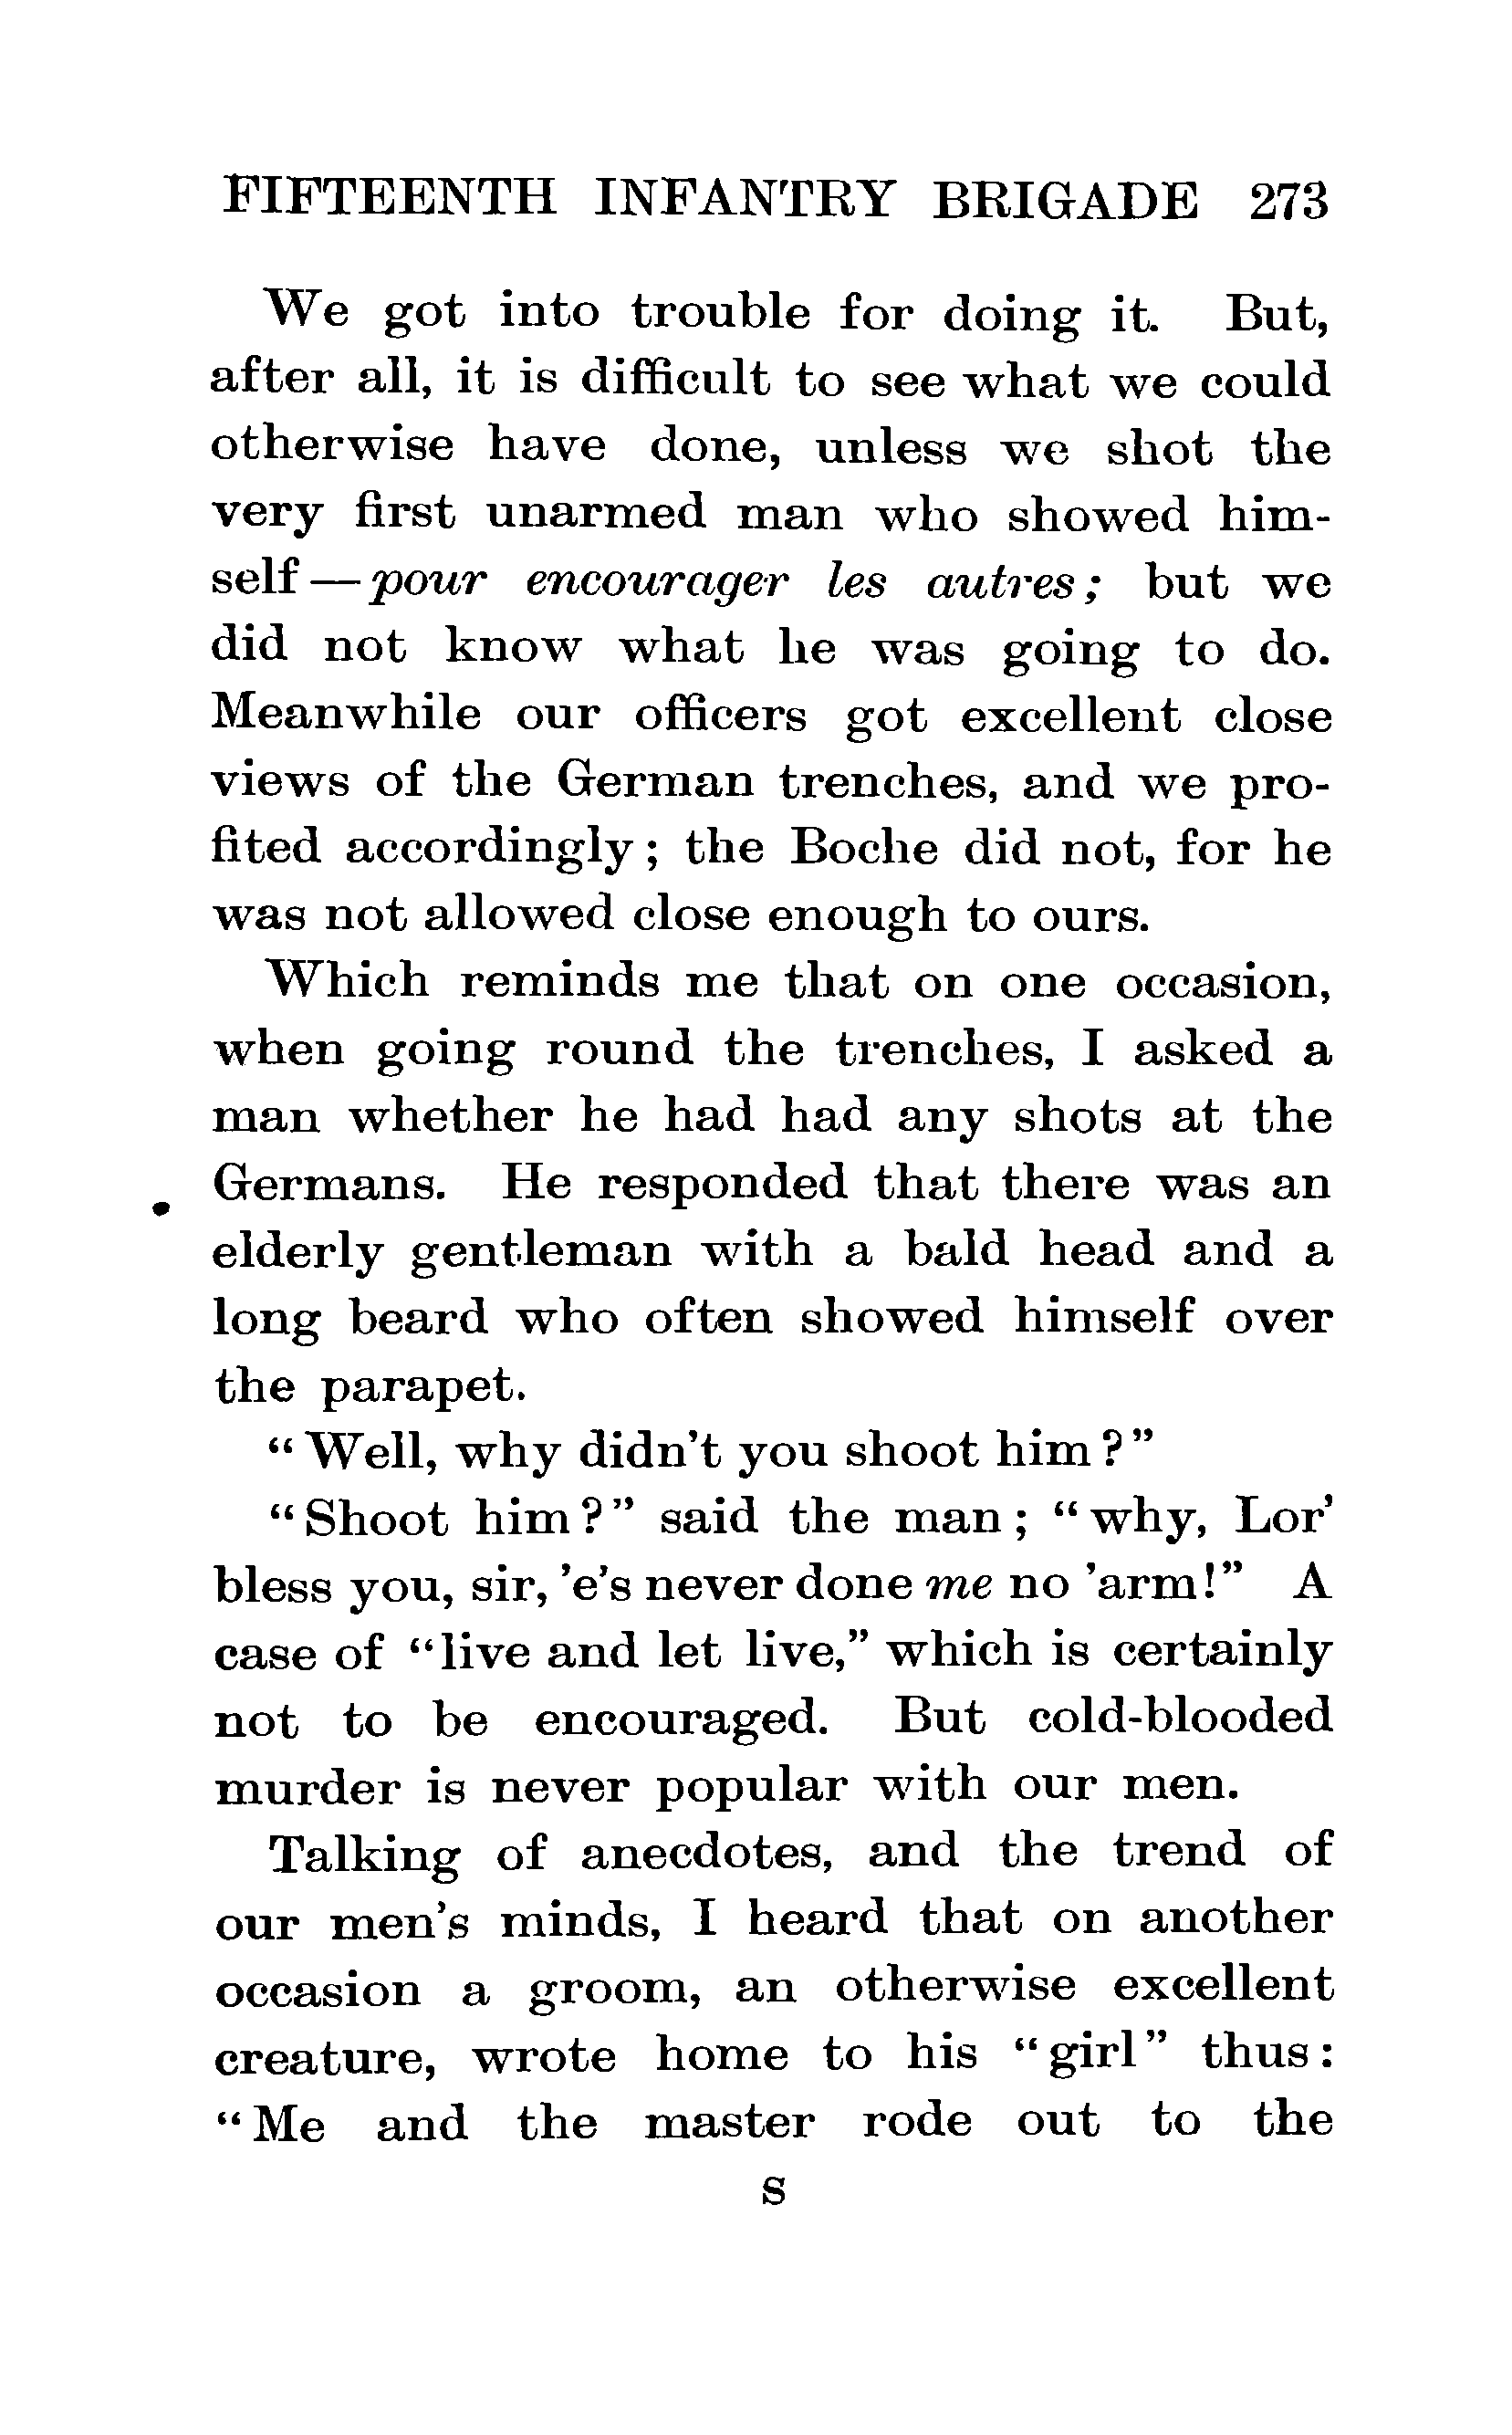 FIFTEENTH INFANTRY BRIGADE 273
We got into trouble for doing it. But,
after all, it is difficult to see what we could
otherwise have done, unless we shot the
very first unarmed man who showed him-
self — pour encourager les autres; but we
did not know what he was going to do.
Meanwhile our officers got excellent close
views of the German trenches, and we pro-
fited accordingly; the Boche did not, for he
was not allowed close enough to ours.
Which reminds me that on one occasion,
when going round the trenches, I asked a
man whether he had had any shots at the
Germans. He responded that there was an
elderly gentleman with a bald head and a
long beard who often showed himself over
the parapet.
“Well, why didn’t you shoot him?”
“Shoot him?” said the man; “why, Lor’
bless you, sir, ’e’s never done me no ’arm!” A
case of “live and let live,” which is certainly
not to be encouraged. But cold-blooded
murder is never popular with our men.
Talking of anecdotes, and the trend of
our men’s minds, I heard that on another
occasion a groom, an otherwise excellent
creature, wrote home to his “girl” thus:
“Me and the master rode out to the
S